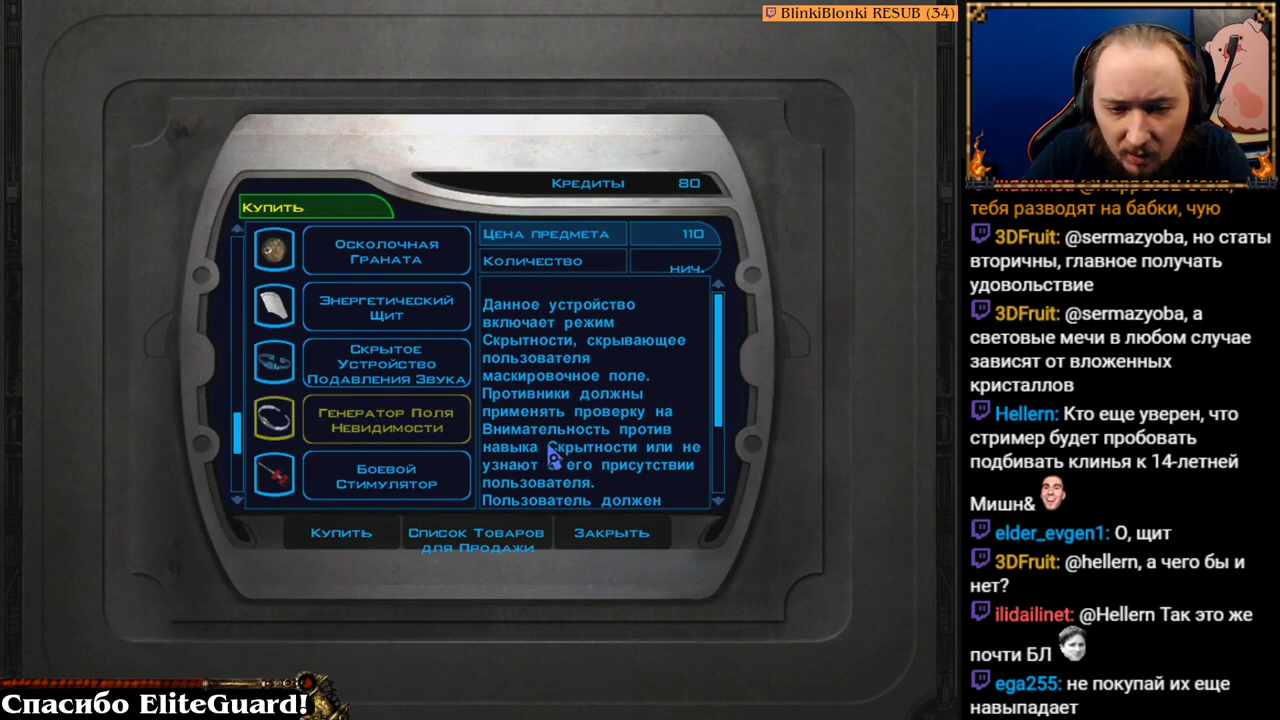 BlinkiBlonki RESUB (34)
Кредиты 80
Купить
Осколочная
Граната
Энергетический
Щит
Скрытое
Устройство
Подавления Звука
Генератор Поля
Невидимости
Боевой
Стимулятор
Цена предмета 110
Количество нич.
Данное устройство
включает режим
Скрытности, скрывающее
пользователя
маскировочное поле.
Противники должны
применять проверку на
Внимательность против
навыка Скрытности или не
узнают о его присутствии
пользователя.
Пользователь должен
Купить
Список Товаров
для Продажи
Закрыть
Спасибо EliteGuard!
тебя разводят на бабки, чую
3DFruit: @sermazyoba, но статы
вторичны, главное получать
удовольствие
3DFruit: @sermazyoba, а
световые мечи в любом случае
зависят от вложенных
кристаллов
Hellern: Кто еще уверен, что
стример будет пробовать
подбивать клинья к 14-летней
Мишн&
elder_evgen1: О, щит
3DFruit: @hellern, а чего бы и
нет?
ilidailinet: @Hellern Так это же
почти БЛ
ega255: не покупай их еще
навыпадает